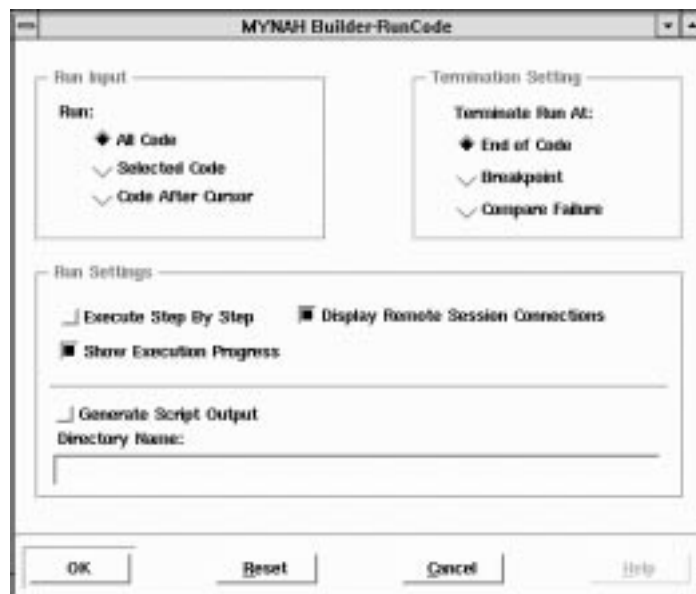 MYNAH Builder-RunCode
Run Input
Run:
All Code
Selected Code
Code After Cursor
Termination Setting
Terminate Run At:
End of Code
Breakpoint
Compare Failure
Run Settings
Execute Step By Step
Display Remote Session Connections
Show Execution Progress
Generate Script Output
Directory Name:
OK Reset Cancel Help